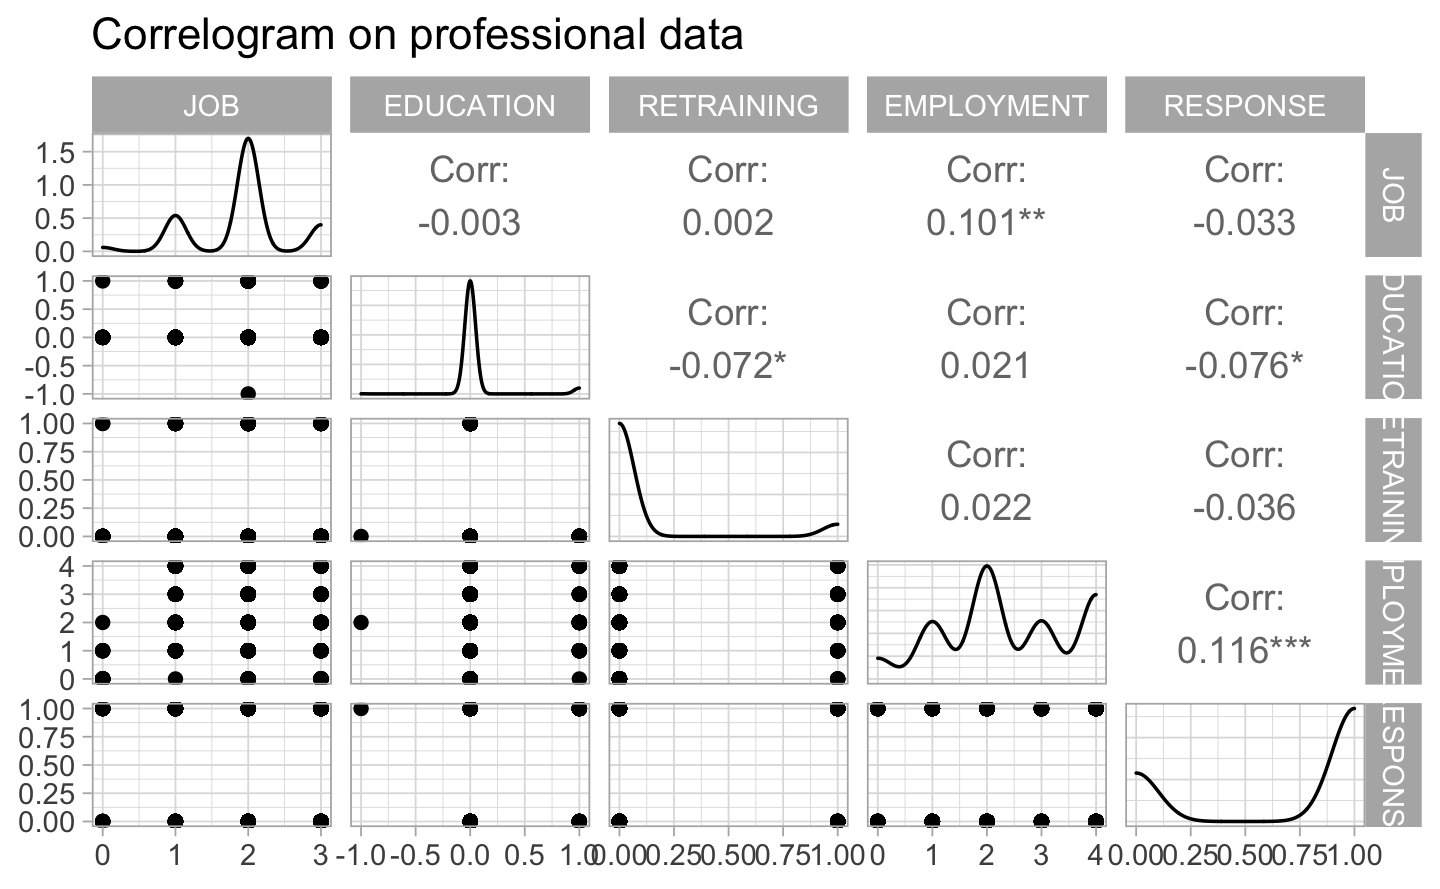 Correlogram on professional data
JOB EDUCATION RETRAINING EMPLOYMENT RESPONSE
1.5
1.0
0.5
0.0
Corr:
-0.003
Corr:
0.002
Corr:
0.101**
Corr:
-0.033
JOB
1.0
0.5
0.0
-0.5
-1.0
Corr:
-0.072*
Corr:
0.021
Corr:
-0.076*
DUCATIO
1.00
0.75
0.50
0.25
0.00
Corr:
0.022
Corr:
-0.036
ETRAININ
4
3
2
1
0
Corr:
0.116***
PLOYME
1.00
0.75
0.50
0.25
0.00
ESPONS
0 1 2 3 -1.0 -0.5 0.0 0.5 1.0 0.00 0.25 0.50 0.75 1.00 0 1 2 3 4 0.00 0.25 0.50 0.75 1.00